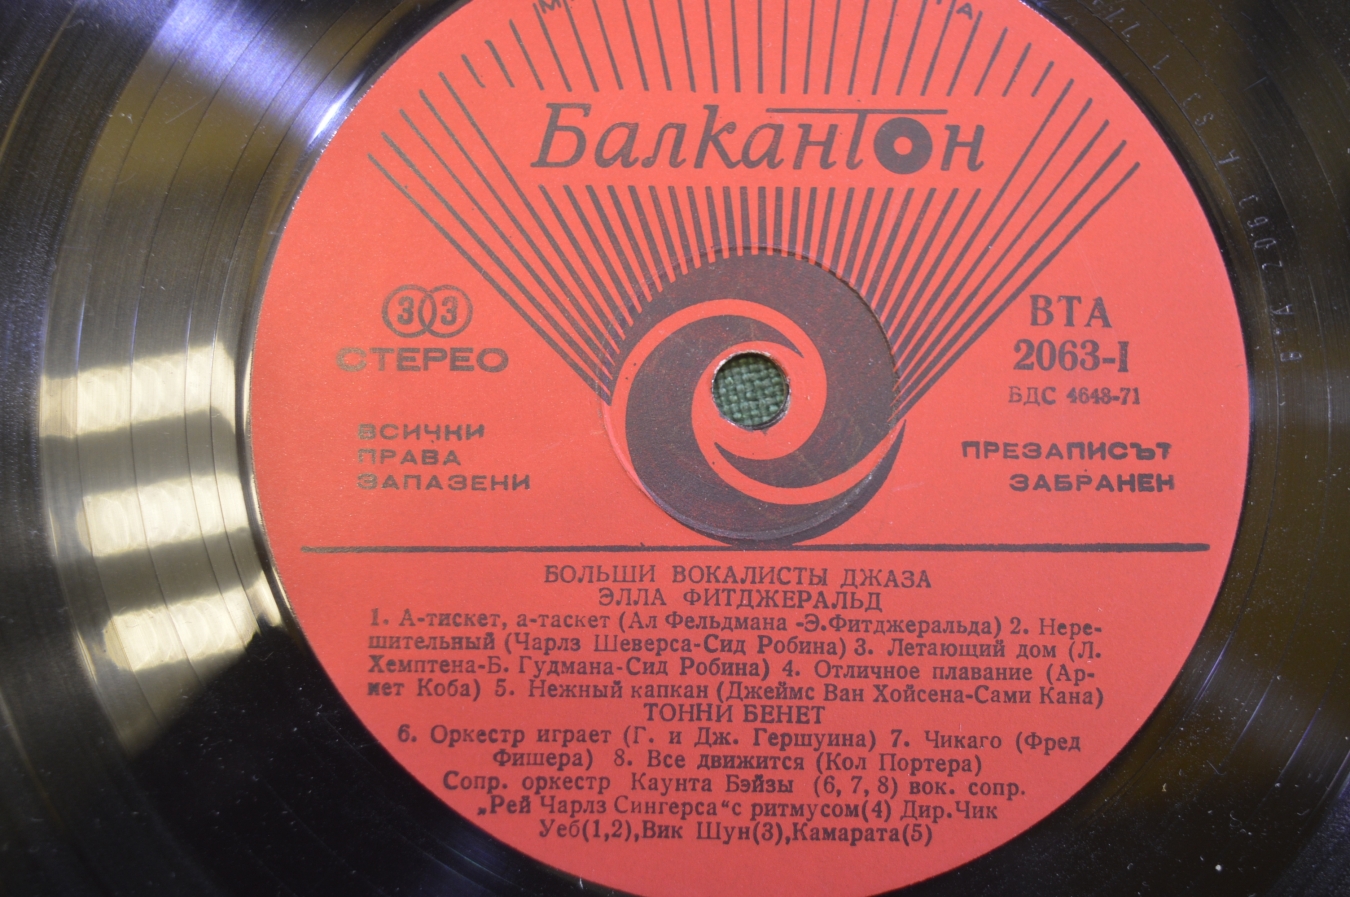 Балкантон
33
СТЕРЕО
ВСИЧКИ
ПРАВА
ЗАПАЗЕНИ
ВТА
2063-I
БДС 4648-71
ПРЕЗАПИСЪТ
ЗАБРАНЕН
БОЛЬШИ ВОКАЛИСТЫ ДЖАЗА
ЭЛЛА ФИТДЖЕРАЛЬД
1. А-тискет, а-таскет (Ал Фельдмана -Э.Фитджеральда) 2. Нере-
шительный (Чарлз Шеверса-Сид Робина) 3. Летающий дом (Л.
Хемптена-Б. Гудмана-Сид Робина) 4. Отличное плавание (Ар-
мет Коба) 5. Нежный капкан (Джеймс Ван Хойсена-Сами Кана)
ТОННИ БЕНЕТ
6. Оркестр играет (Г. и Дж. Гершуина) 7. Чикаго (Фред
Фишера) 8. Все движится (Кол Портера)
Сопр. оркестр Каунта Бэйзы (6, 7, 8) вок. сопр.
„Рей Чарлз Сингерса“с ритмусом(4) Дир.Чик
Уеб(1,2),Вик Шун(3),Камарата(5)